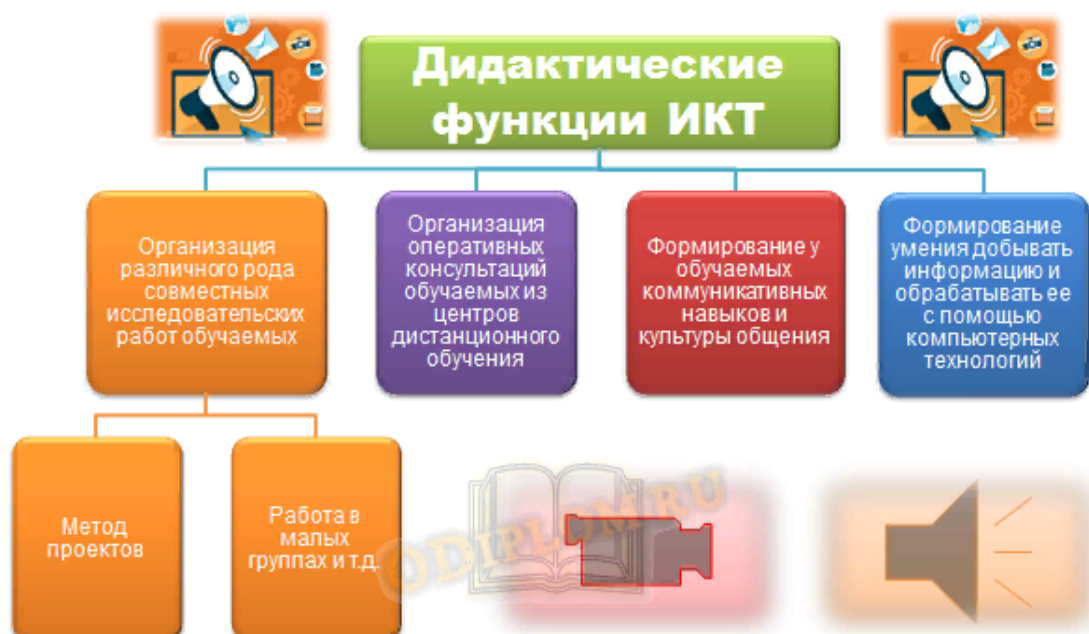 Дидактические
функции ИКТ
Организация
различного рода
совместных
исследовательских
работ обучаемых
Организация
оперативных
консультаций
обучаемых из
центров
дистанционного
обучения
Формирование у
обучаемых
коммуникативных
навыков и
культуры общения
Формирование
умения добывать
информацию и
обрабатывать ее
с помощью
компьютерных
технологий
Метод
проектов
Работа в
малых
группах и т.д.
ODIPLOM.RU